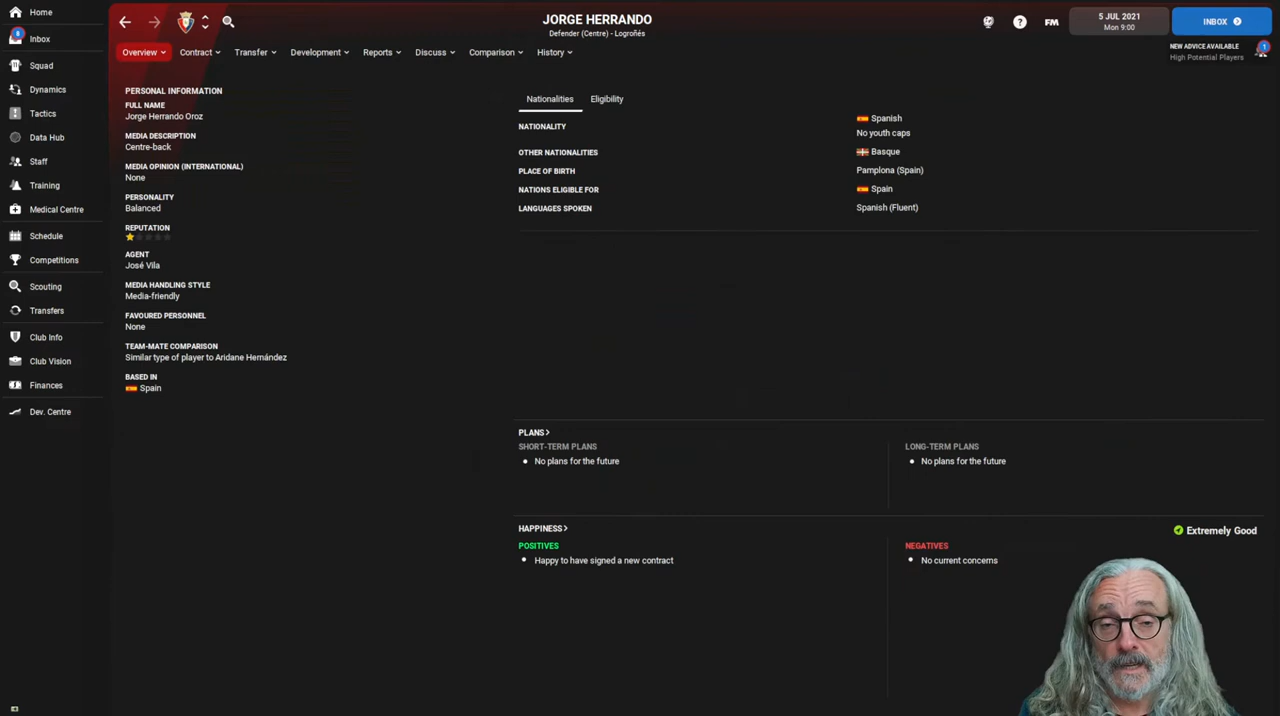 Home
Inbox
8
Squad
Dynamics
Tactics
Data Hub
Staff
Training
Medical Centre
Schedule
Competitions
Scouting
Transfers
Club Info
Club Vision
Finances
Dev. Centre
JORGE HERRANDO
Defender (Centre) - Logroñés
? FM
5 JUL 2021
Mon 9:00
INBOX
NEW ADVICE AVAILABLE
High Potential Players
1
Overview Contract Transfer Development Reports Discuss Comparison History
PERSONAL INFORMATION
FULL NAME
Jorge Herrando Oroz
MEDIA DESCRIPTION
Centre-back
MEDIA OPINION (INTERNATIONAL)
None
PERSONALITY
Balanced
REPUTATION
AGENT
José Vila
MEDIA HANDLING STYLE
Media-friendly
FAVOURED PERSONNEL
None
TEAM-MATE COMPARISON
Similar type of player to Aridane Hernández
BASED IN
Spain
Nationalities Eligibility
NATIONALITY Spanish
No youth caps
OTHER NATIONALITIES Basque
PLACE OF BIRTH Pamplona (Spain)
NATIONS ELIGIBLE FOR Spain
LANGUAGES SPOKEN Spanish (Fluent)
PLANS >
SHORT-TERM PLANS
No plans for the future
LONG-TERM PLANS
No plans for the future
HAPPINESS >
Extremely Good
POSITIVES
Happy to have signed a new contract
NEGATIVES
No current concerns